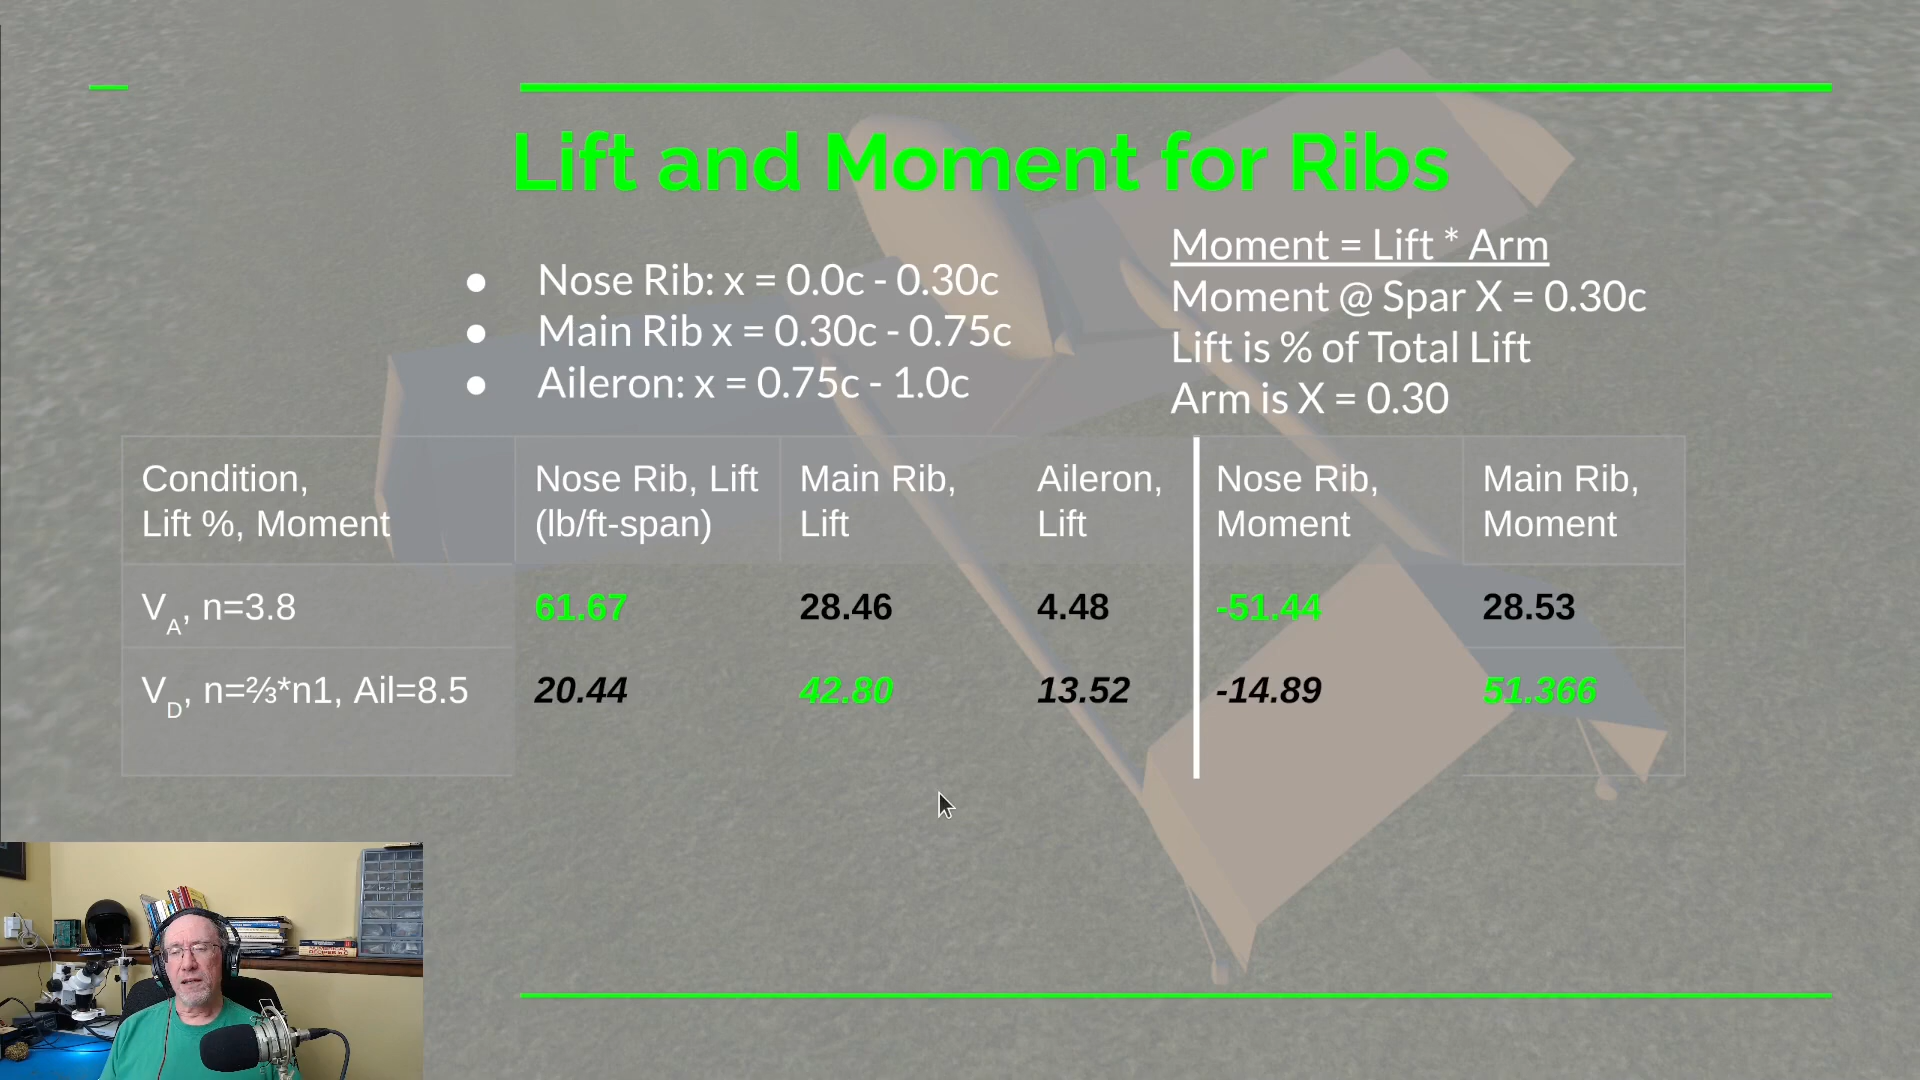 Lift and Moment for Ribs
● Nose Rib: x = 0.0c - 0.30c
● Main Rib x = 0.30c - 0.75c
● Aileron: x = 0.75c - 1.0c
Moment = Lift * Arm
Moment @ Spar X = 0.30c
Lift is % of Total Lift
Arm is X = 0.30
Condition,
Lift %, Moment
Nose Rib, Lift
(lb/ft-span)
Main Rib,
Lift
Aileron,
Lift
Nose Rib,
Moment
Main Rib,
Moment
VA, n=3.8 61.67 28.46 4.48 -51.44 28.53
VD, n=⅔*n1, Ail=8.5 20.44 42.80 13.52 -14.89 51.366